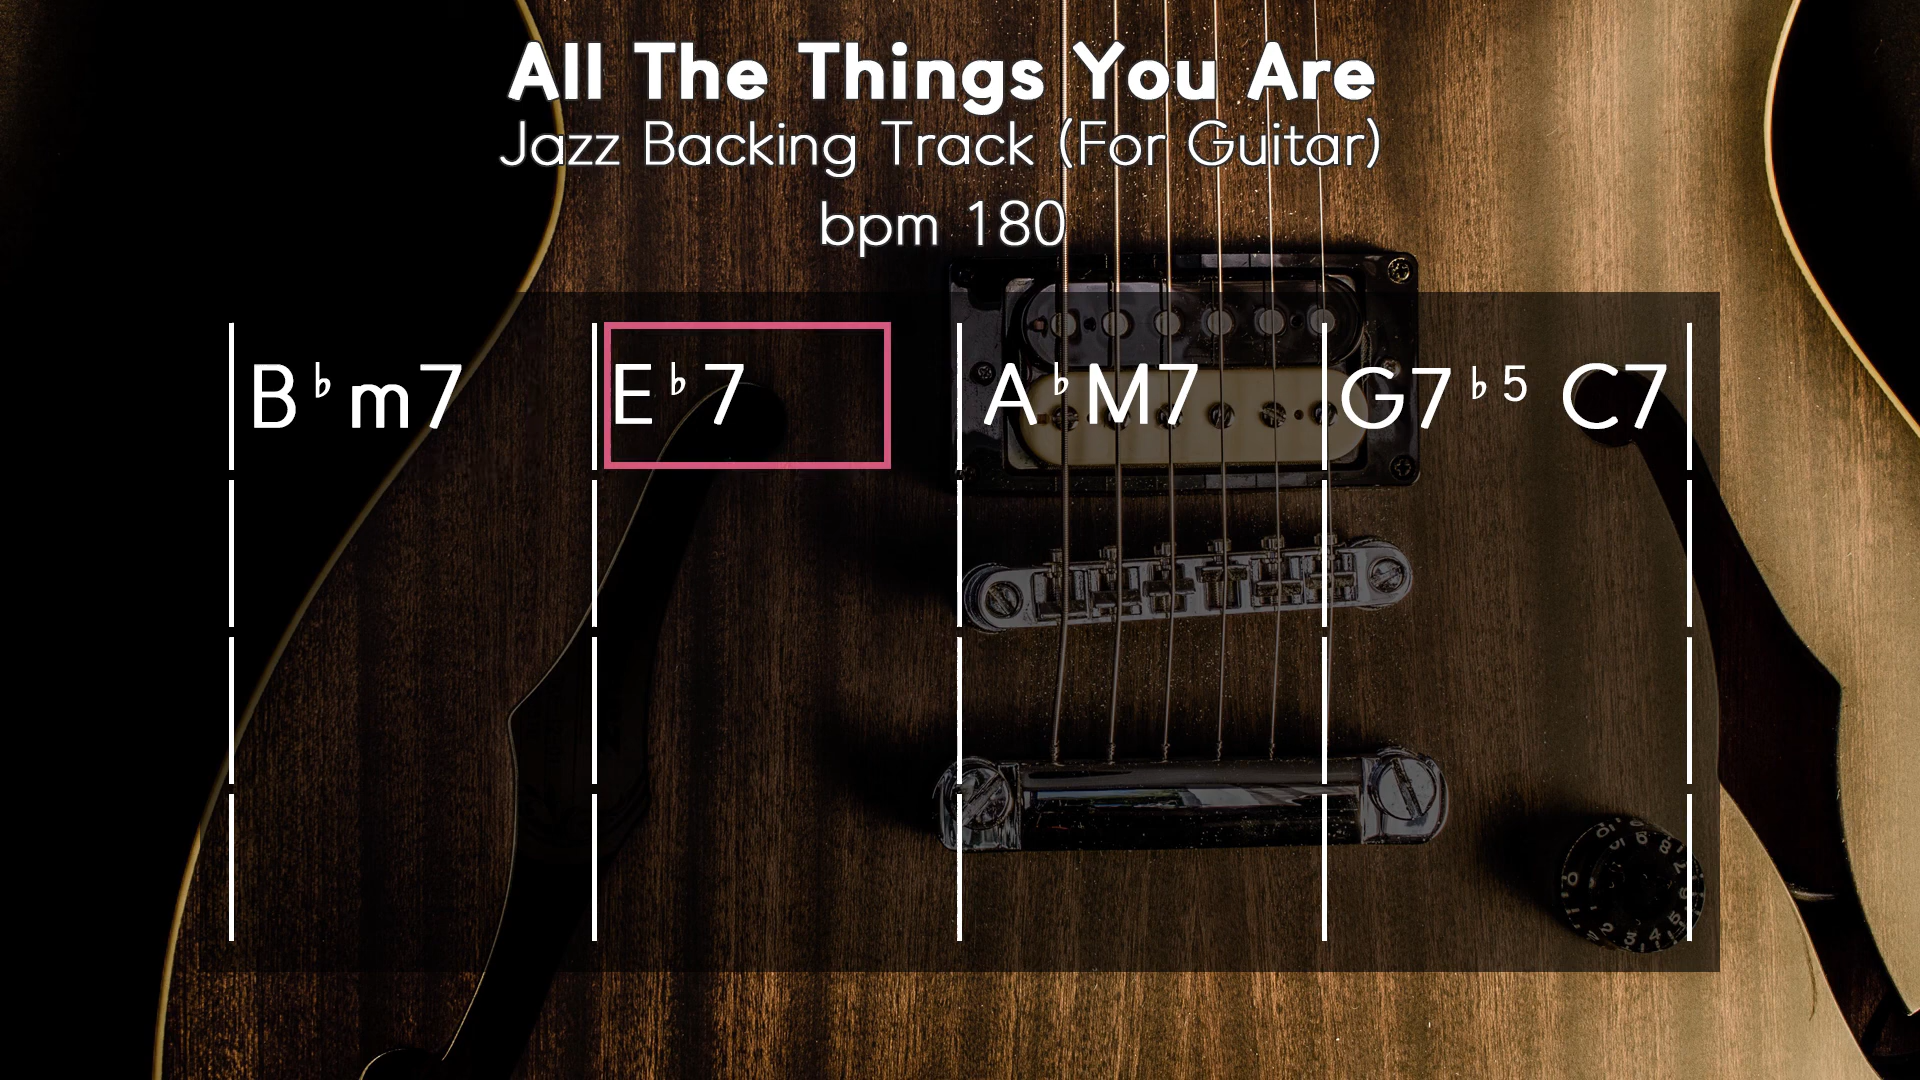 All The Things You Are
Jazz Backing Track (For Guitar)
bpm 180
B♭m7 E♭7 A♭M7 G7♭5 C7